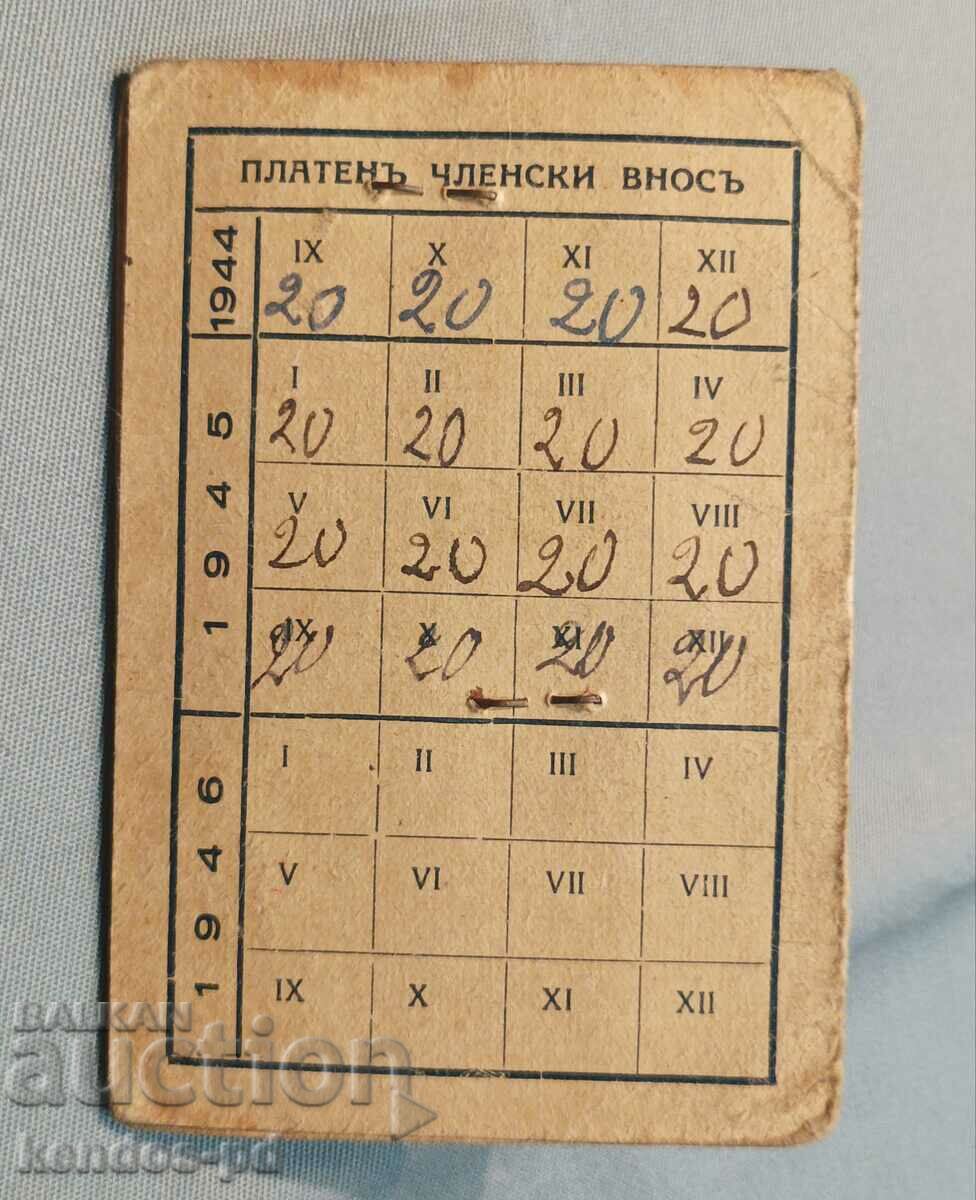 ПЛАТЕНЪ ЧЛЕНСКИ ВНОСЪ
1944
IX X XI XII
20 20 20 20
1945
I II III IV
20 20 20 20
V VI VII VIII
20 20 20 20
IX X XI XII
20 20 20 20
1946
I II III IV
V VI VII VIII
IX X XI XII
BALKAN
auction
kendos-pd